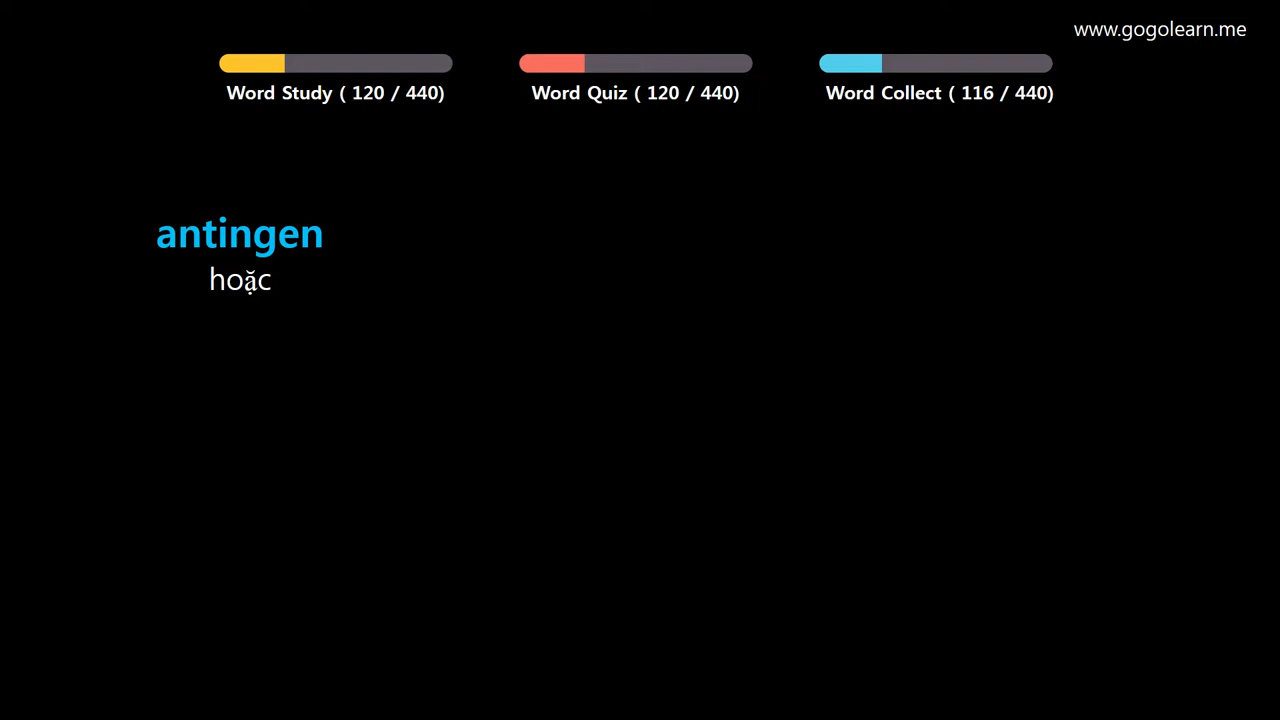 www.gogolearn.me
Word Study ( 120 / 440)
Word Quiz ( 120 / 440)
Word Collect ( 116 / 440)
antingen
hoặc